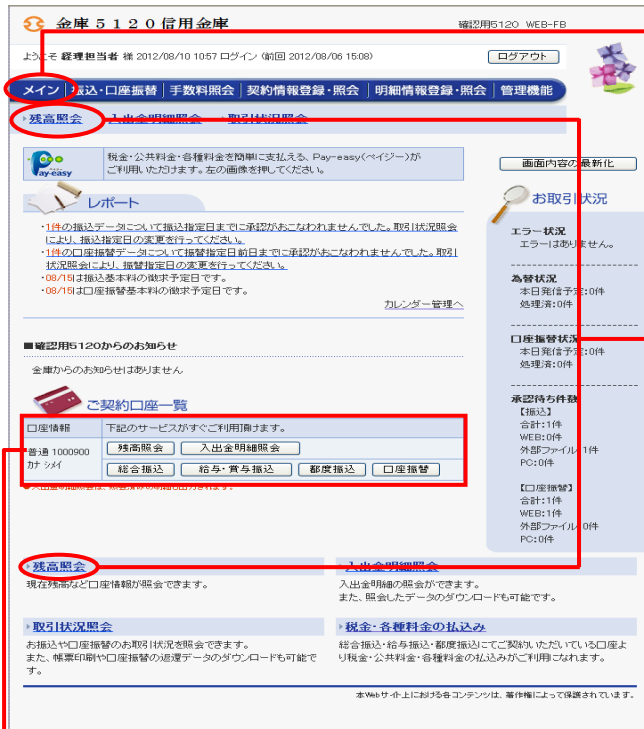 金庫５１２０信用金庫
確認用5120 WEB-FB
ようこそ 経理担当者 様 2012/08/10 10:57 ログイン (前回 2012/08/06 15:08)
ログアウト
メイン 振込・口座振替 手数料照会 契約情報登録・照会 明細情報登録・照会 管理機能
残高照会 入出金明細照会 取引状況照会
Pay-easy
税金・公共料金・各種料金を簡単に支払える、Pay-easy(ペイジー)が
ご利用いただけます。左の画像を押してください。
画面内容の最新化
レポート
・1件の振込データについて振込指定日までに承認がおこなわれませんでした。取引状況照会
により、振込指定日の変更を行ってください。
・1件の口座振替データについて振替指定日前日までに承認がおこなわれませんでした。取引
状況照会により、振替指定日の変更を行ってください。
・08/15は振込基本料の徴求予定日です。
・08/15は口座振替基本料の徴求予定日です。
カレンダー管理へ
お取引状況
エラー状況
エラーはありません。
為替状況
本日発信予定:0件
処理済:0件
口座振替状況
本日発信予定:0件
処理済:0件
承認待ち件数
【振込】
合計:1件
WEB:0件
外部ファイル:1件
PC:0件
【口座振替】
合計:1件
WEB:1件
外部ファイル:0件
PC:0件
■確認用5120からのお知らせ
金庫からのお知らせはありません
ご契約口座一覧
口座情報 下記のサービスがすぐご利用頂けます。
普通 1000900
カナ シメイ
残高照会 入出金明細照会
総合振込 給与・賞与振込 都度振込 口座振替
●入出金明細照会は、照会済みの明細も出力されます。
残高照会
現在残高など口座情報が照会できます。
入出金明細照会
入出金明細の照会ができます。
また、照会したデータのダウンロードも可能です。
取引状況照会
お振込や口座振替のお取引状況を照会できます。
また、帳票印刷や口座振替の返還データのダウンロードも可能で
す。
税金・各種料金の払込み
総合振込・給与振込・都度振込にてご契約いただいている口座よ
り税金・公共料金・各種料金の払込みがご利用になれます。
本Webサイト上における各コンテンツは、著作権によって保護されています。